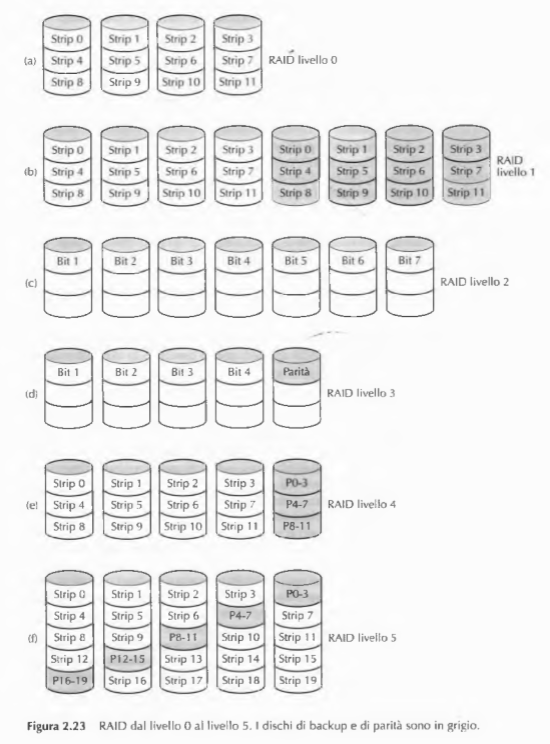 Strip 0 Strip 1 Strip 2 Strip 3
(a) Strip 4 Strip 5 Strip 6 Strip 7 RAID livello 0
Strip 8 Strip 9 Strip 10 Strip 11
Strip 0 Strip 1 Strip 2 Strip 3 Strip 0 Strip 1 Strip 2 Strip 3
(b) Strip 4 Strip 5 Strip 6 Strip 7 Strip 4 Strip 5 Strip 6 Strip 7 RAID livello 1
Strip 8 Strip 9 Strip 10 Strip 11 Strip 8 Strip 9 Strip 10 Strip 11
Bit 1 Bit 2 Bit 3 Bit 4 Bit 5 Bit 6 Bit 7
(c) RAID livello 2
Bit 1 Bit 2 Bit 3 Bit 4 Parità
(d) RAID livello 3
Strip 0 Strip 1 Strip 2 Strip 3 P0-3
(e) Strip 4 Strip 5 Strip 6 Strip 7 P4-7 RAID livello 4
Strip 8 Strip 9 Strip 10 Strip 11 P8-11
Strip 0 Strip 1 Strip 2 Strip 3 P0-3
Strip 4 Strip 5 Strip 6 P4-7 Strip 7
(f) Strip 8 Strip 9 P8-11 Strip 10 Strip 11 RAID livello 5
Strip 12 P12-15 Strip 13 Strip 14 Strip 15
P16-19 Strip 16 Strip 17 Strip 18 Strip 19
Figura 2.23 RAID dal livello 0 al livello 5. I dischi di backup e di parità sono in grigio.